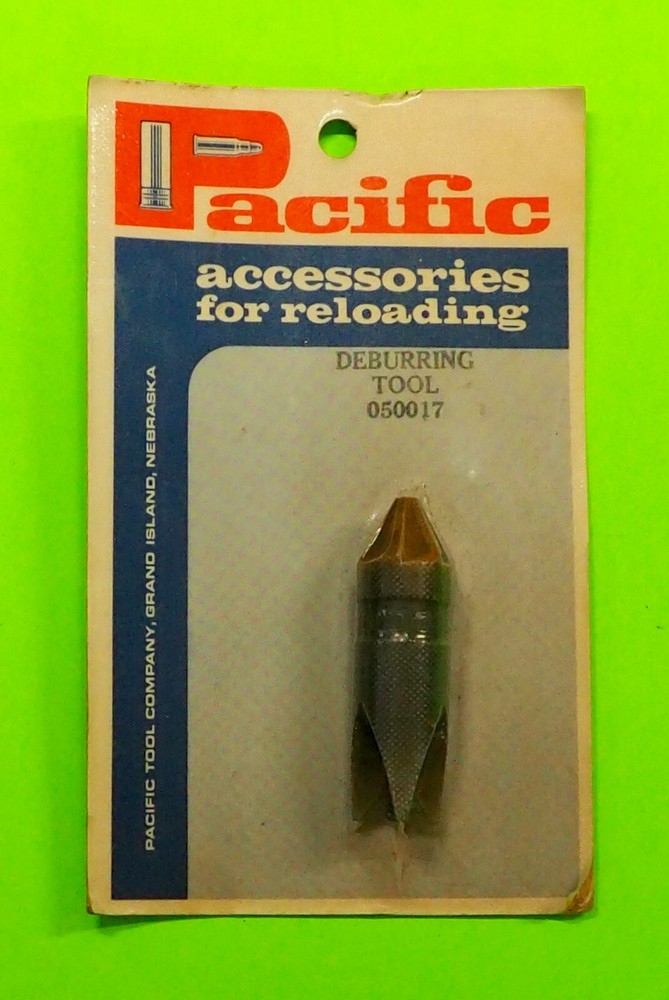 Pacific
accessories
for reloading
DEBURRING
TOOL
050017
PACIFIC TOOL COMPANY, GRAND ISLAND, NEBRASKA